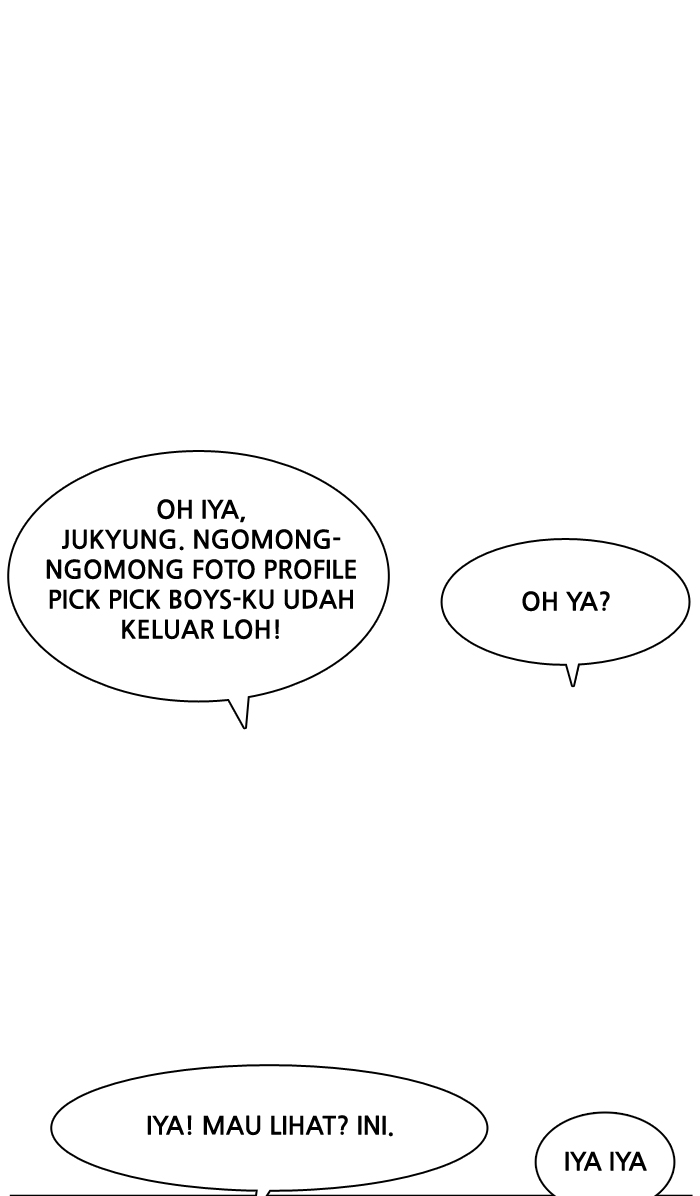 OH IYA,
JUKYUNG. NGOMONG-
NGOMONG FOTO PROFILE
PICK PICK BOYS-KU UDAH
KELUAR LOH!
OH YA?
IYA! MAU LIHAT? INI.
IYA IYA